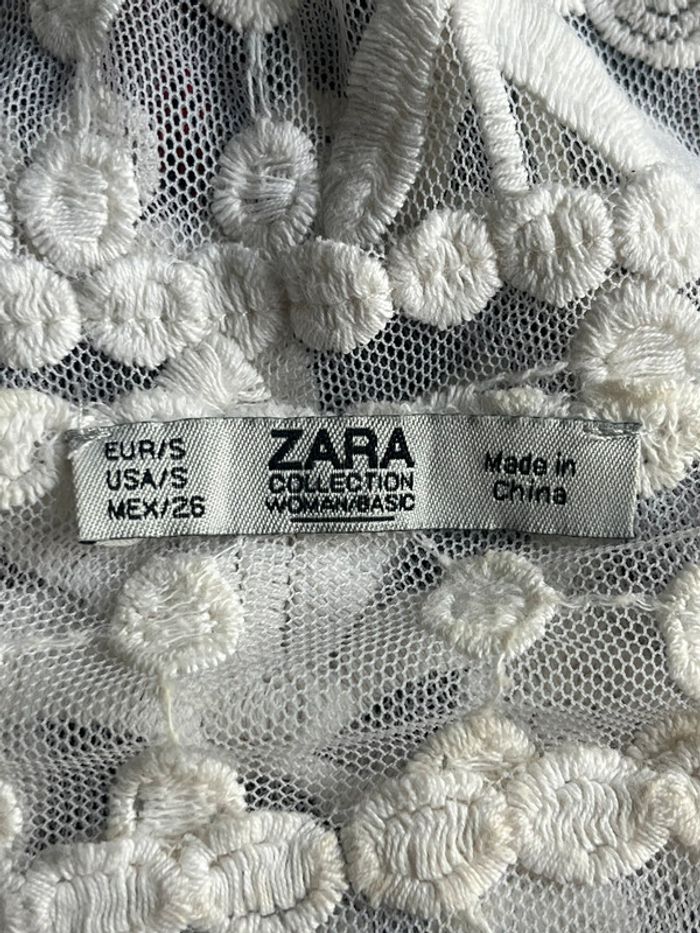 EUR/S
USA/S
MEX/26
ZARA
COLLECTION
WOMAN/BASIC
Made in
China